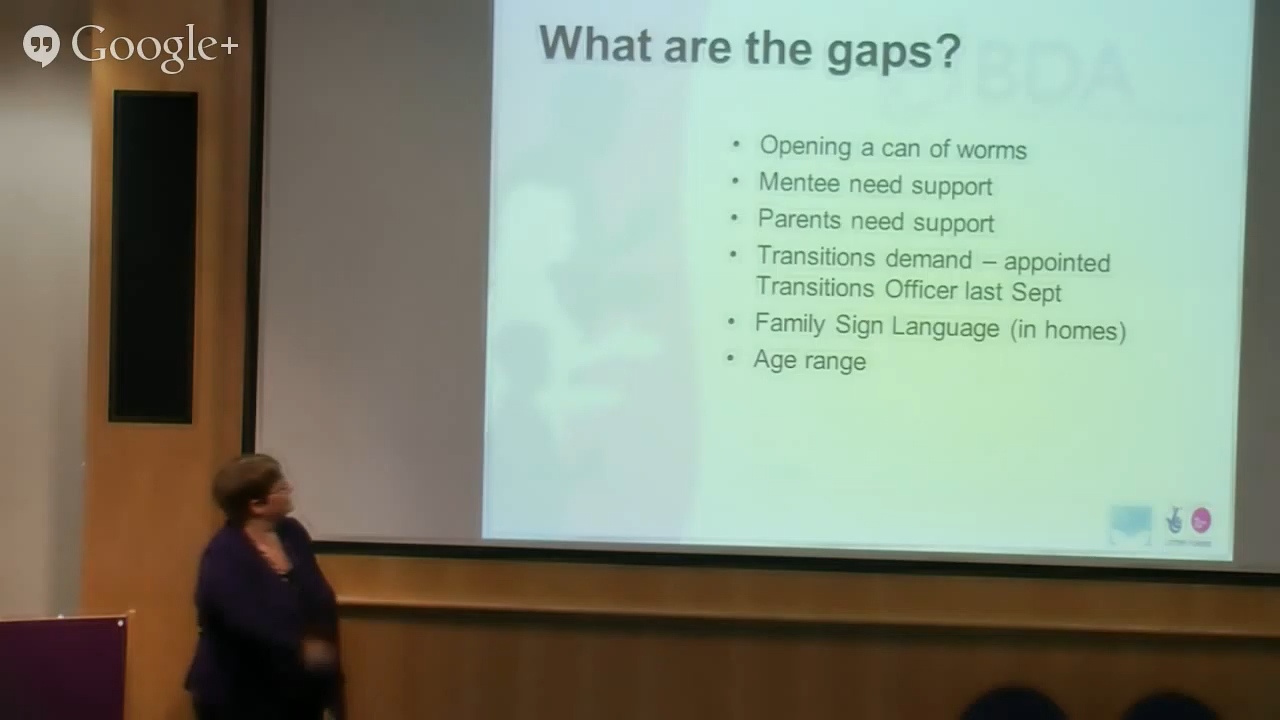 Google+
What are the gaps?
BDA
• Opening a can of worms
• Mentee need support
• Parents need support
• Transitions demand – appointed
Transitions Officer last Sept
• Family Sign Language (in homes)
• Age range